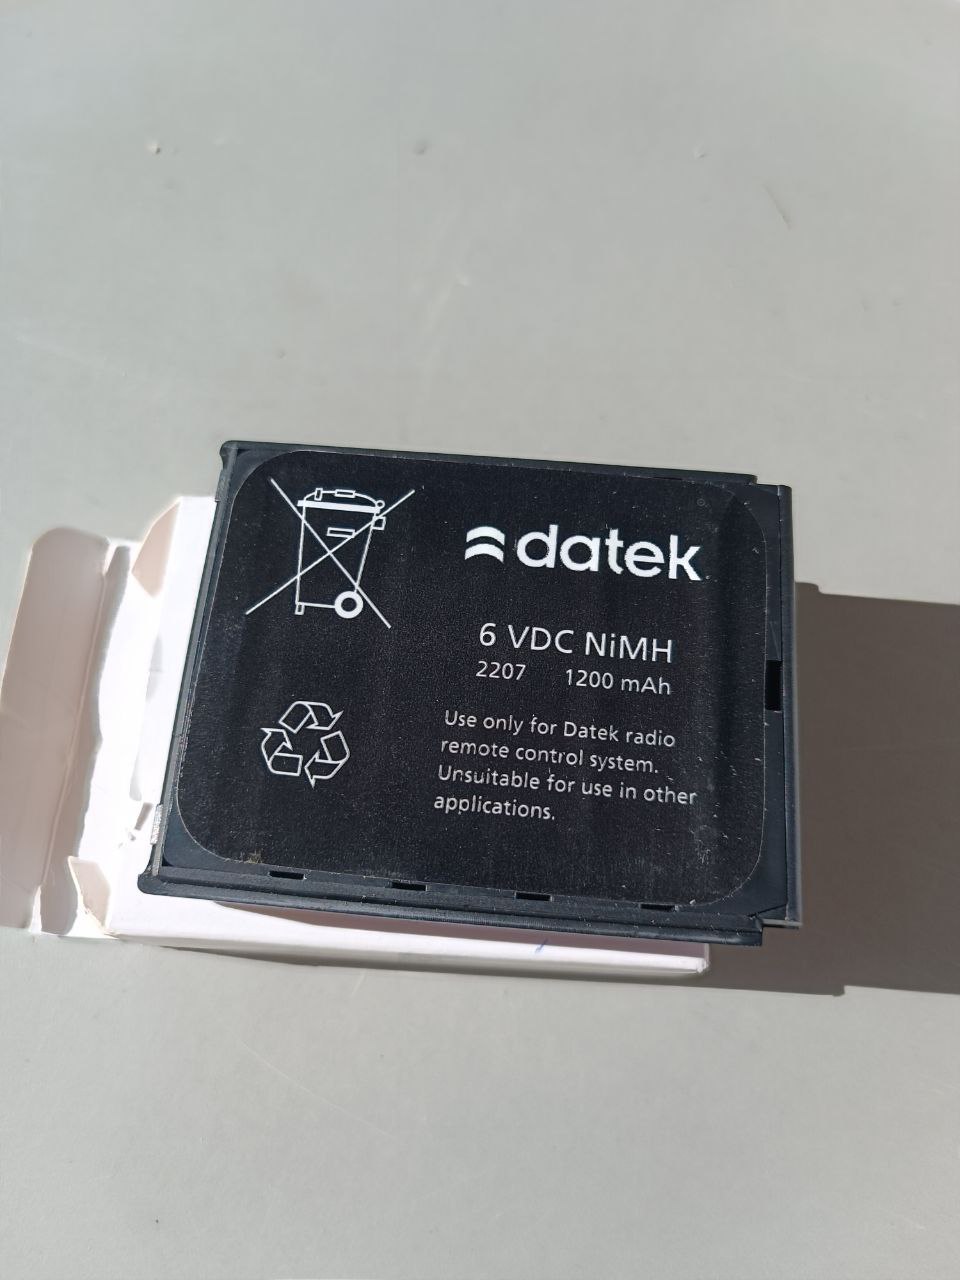 datek
6 VDC NiMH
2207 1200 mAh
Use only for Datek radio
remote control system.
Unsuitable for use in other
applications.